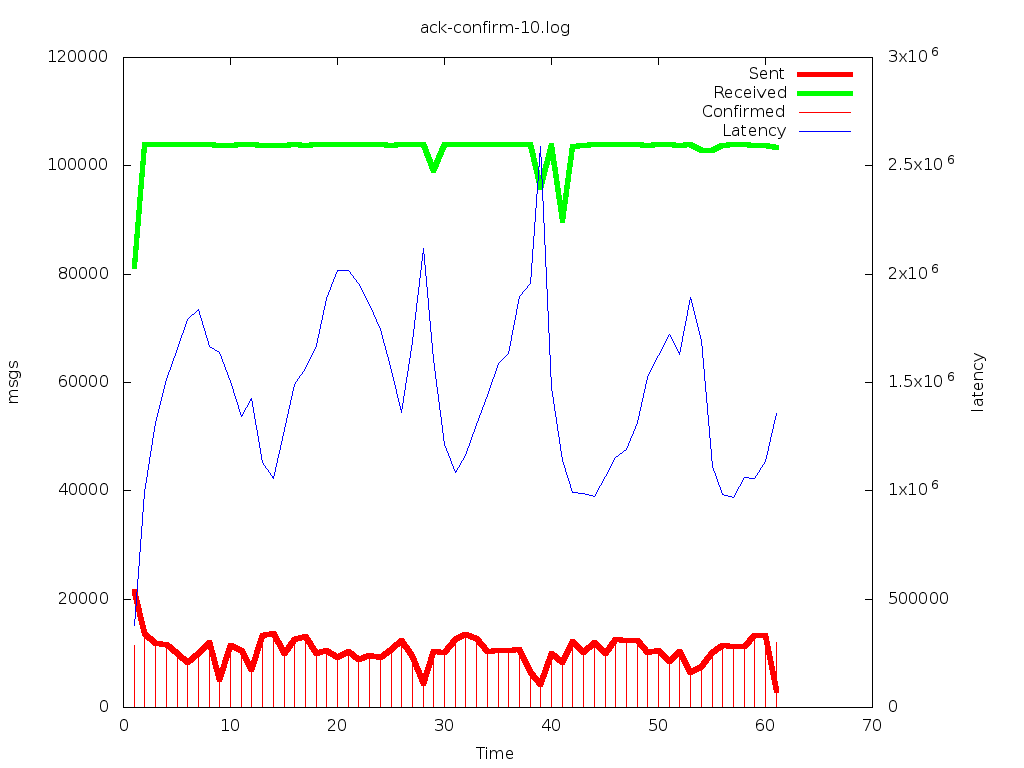 ack-confirm-10.log
120000
100000
80000
60000
40000
20000
0
msgs
3x10^6
2.5x10^6
2x10^6
1.5x10^6
1x10^6
500000
0
latency
Sent
Received
Confirmed
Latency
0 10 20 30 40 50 60 70
Time